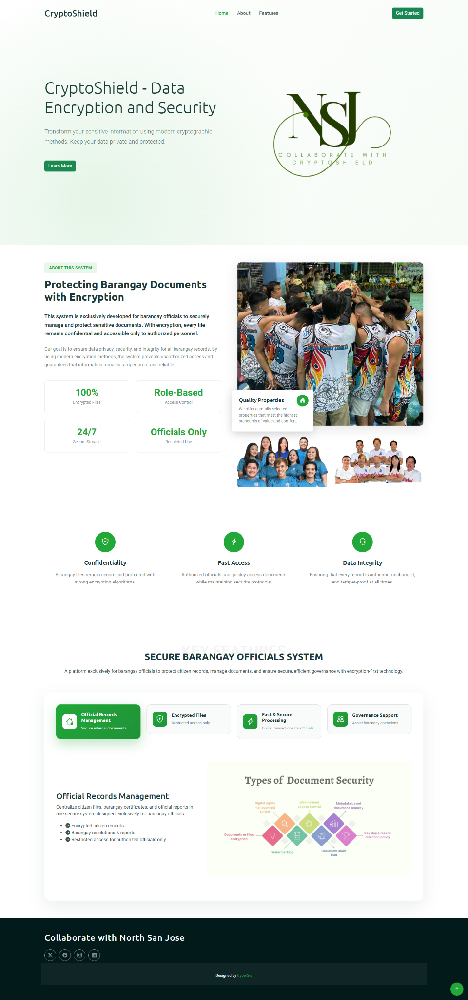 CryptoShield
Home About Features
Get Started
CryptoShield - Data
Encryption and Security
Transform your sensitive information using modern cryptographic
methods. Keep your data private and protected.
Learn More
NSJ
COLLABORATE WITH
CRYPTOSHIELD
ABOUT THIS SYSTEM
Protecting Barangay Documents
with Encryption
This system is exclusively developed for barangay officials to securely
manage and protect sensitive documents. With encryption, every file
remains confidential and accessible only to authorized personnel.
Our goal is to ensure data privacy, security, and integrity for all barangay records. By
using modern encryption methods, the system prevents unauthorized access and
guarantees that information remains tamper-proof and reliable.
100%
Encrypted Files
Role-Based
Access Control
24/7
Secure Storage
Officials Only
Restricted Use
SK Chairman
Quality Properties
We offer carefully selected
properties that meet the highest
standards of value and comfort.
Confidentiality
Barangay files remain secure and protected with
strong encryption algorithms.
Fast Access
Authorized officials can quickly access documents
while maintaining security protocols.
Data Integrity
Ensuring that every record is authentic, unchanged,
and tamper-proof at all times.
KEY FEATURES
SECURE BARANGAY OFFICIALS SYSTEM
A platform exclusively for barangay officials to protect citizen records, manage documents, and ensure secure, efficient governance with encryption-first technology.
Official Records
Management
Secure internal documents
Encrypted Files
Restricted access only
Fast & Secure
Processing
Quick transactions for officials
Governance Support
Assist barangay operations
Official Records Management
Centralize citizen files, barangay certificates, and official reports in
one secure system designed exclusively for barangay officials.
Encrypted citizen records
Barangay resolutions & reports
Restricted access for authorized officials only
Types of Document Security
Digital rights
management
(DRM)
Well defined
access control
Metadata based
document security
Documents or files
encryption
Develop a record
retention policy
Watermarking
Document audit
trail
Collaborate with North San Jose
Designed by CyberSis